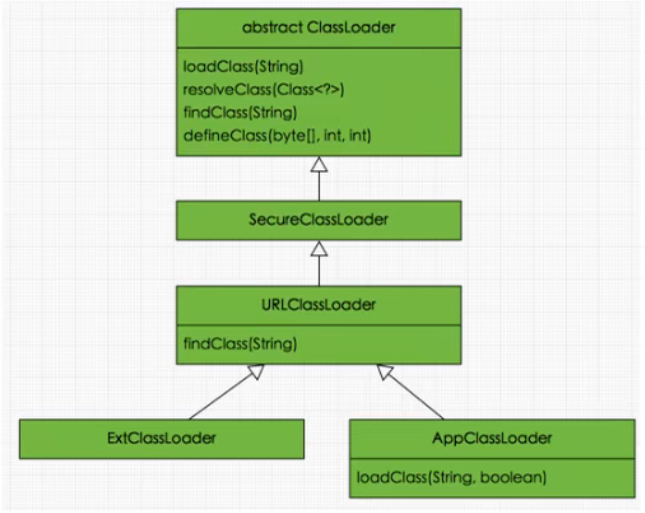 abstract ClassLoader
loadClass(String)
resolveClass(Class<?>)
findClass(String)
defineClass(byte[], int, int)
SecureClassLoader
URLClassLoader
findClass(String)
ExtClassLoader
AppClassLoader
loadClass(String, boolean)